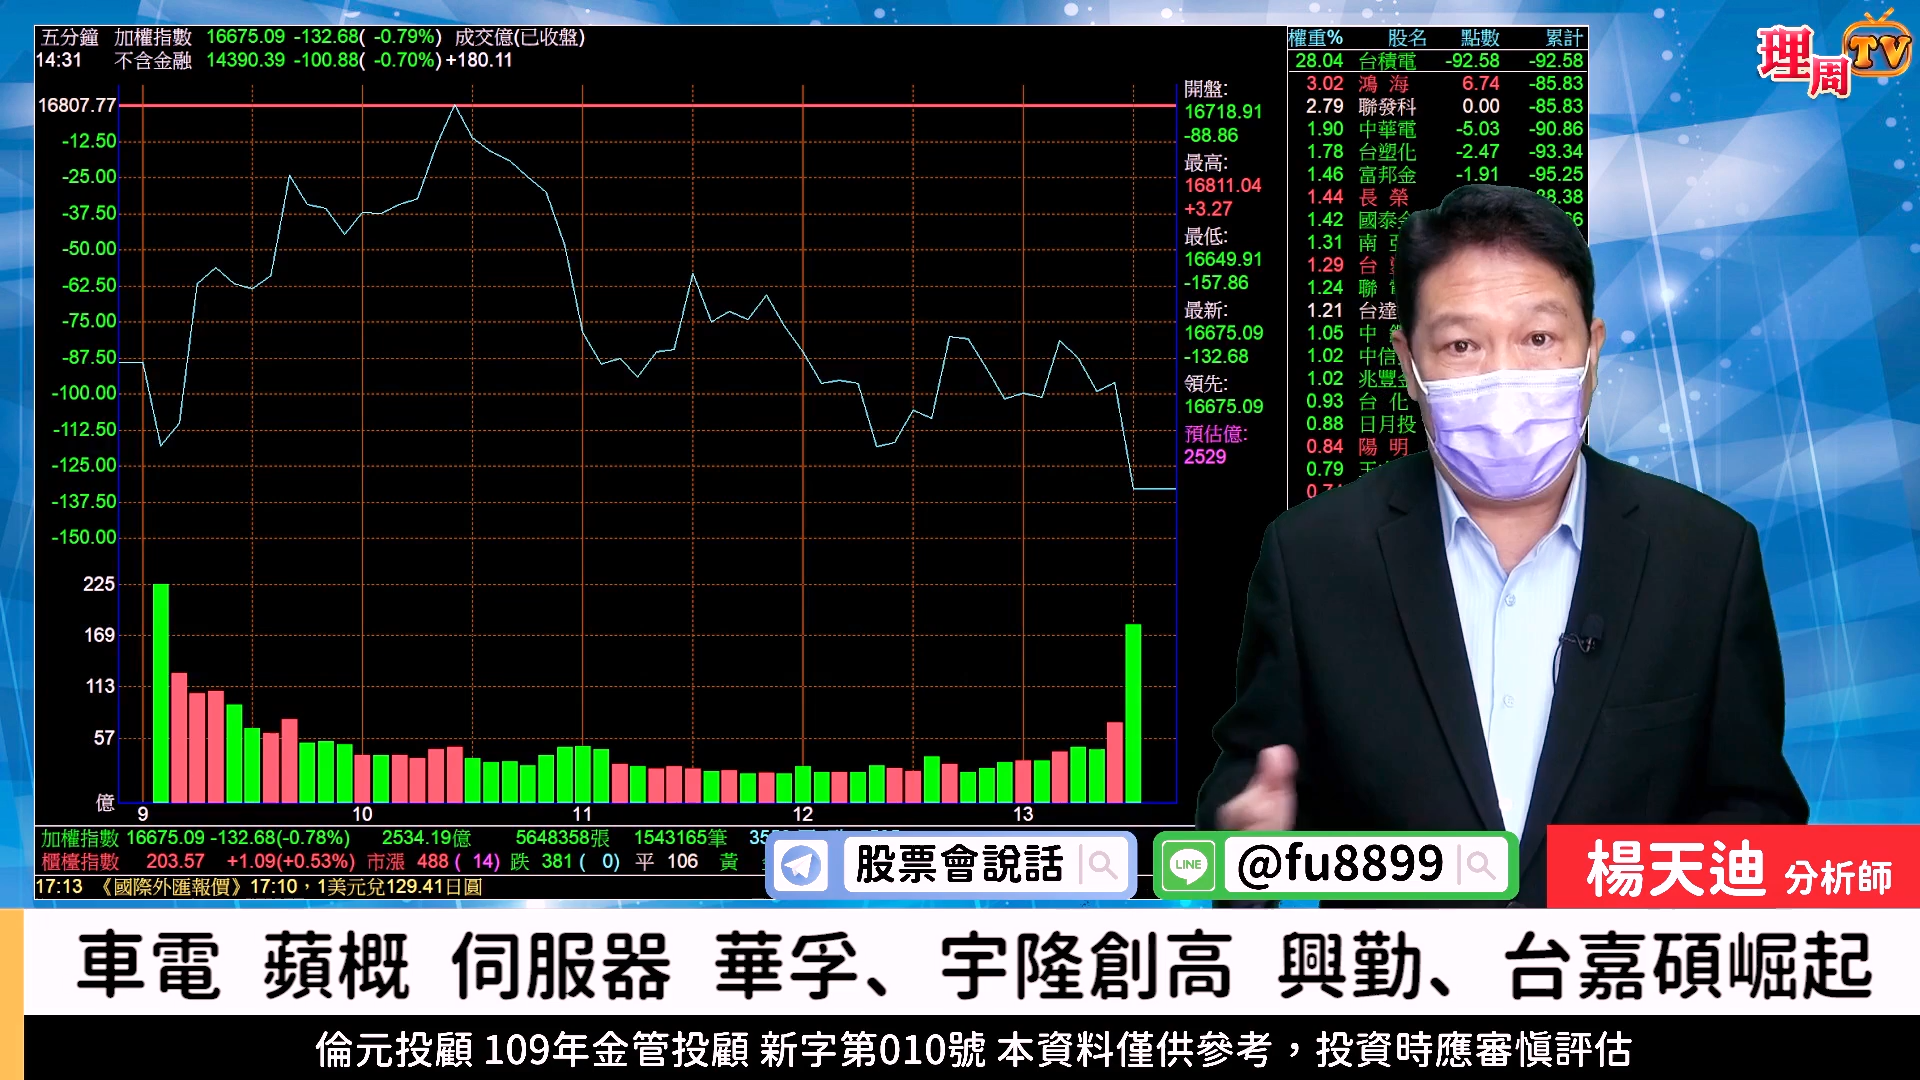 五分鐘 加權指數 16675.09 -132.68( -0.79%) 成交億(已收盤)
14:31 不含金融 14390.39 -100.88( -0.70%) +180.11
16807.77
-12.50
-25.00
-37.50
-50.00
-62.50
-75.00
-87.50
-100.00
-112.50
-125.00
-137.50
-150.00
225
169
113
57
億
9 10 11 12 13
開盤:
16718.91
-88.86
最高:
16811.04
+3.27
最低:
16649.91
-157.86
最新:
16675.09
-132.68
領先:
16675.09
預估億:
2529
權重% 股名 點數 累計
28.04 台積電 -92.58 -92.58
3.02 鴻海 6.74 -85.83
2.79 聯發科 0.00 -85.83
1.90 中華電 -5.03 -90.86
1.78 台塑化 -2.47 -93.34
1.46 富邦金 -1.91 -95.25
1.44 長榮 8.38
1.42 國泰金
1.31 南
1.29 台
1.24 聯
1.21 台達
1.05 中
1.02 中信
1.02 兆豐金
0.93 台化
0.88 日月投
0.84 陽明
0.79
理周TV
加權指數 16675.09 -132.68(-0.78%) 2534.19億 5648358張 1543165筆
櫃檯指數 203.57 +1.09(+0.53%) 市漲 488 ( 14) 跌 381 ( 0) 平 106 黃
17:13 《國際外匯報價》17:10，1美元兌129.41日圓
股票會說話
LINE @fu8899
楊天迪 分析師
車電 蘋概 伺服器 華孚、宇隆創高 興勤、台嘉碩崛起
倫元投顧 109年金管投顧 新字第010號 本資料僅供參考，投資時應審慎評估